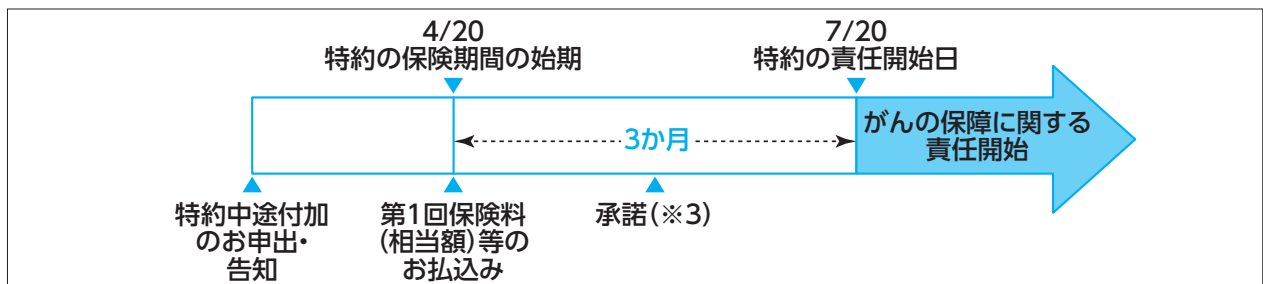 4/20
特約の保険期間の始期
7/20
特約の責任開始日
3か月
がんの保障に関する
責任開始
特約中途付加
のお申出・
告知
第1回保険料
(相当額)等の
お払込み
承諾(※3)